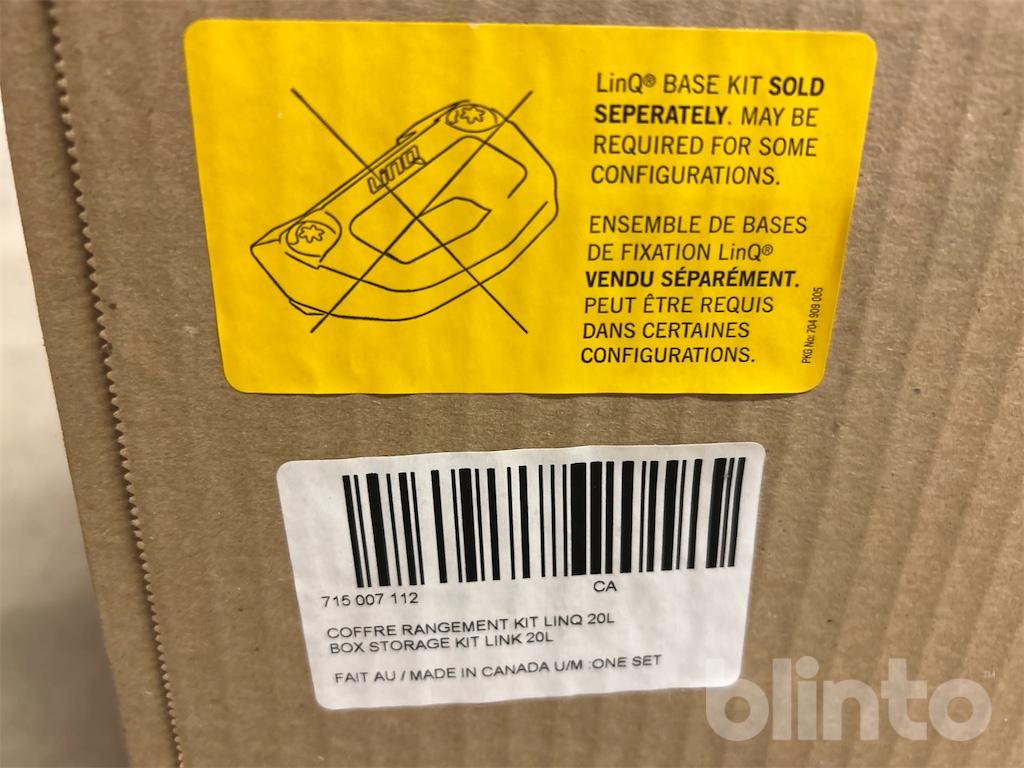 LinQ
LinQ® BASE KIT SOLD
SEPERATELY. MAY BE
REQUIRED FOR SOME
CONFIGURATIONS.
ENSEMBLE DE BASES
DE FIXATION LinQ®
VENDU SÉPARÉMENT.
PEUT ÊTRE REQUIS
DANS CERTAINES
CONFIGURATIONS.
PKG No: 704 909 005
715 007 112 CA
COFFRE RANGEMENT KIT LINQ 20L
BOX STORAGE KIT LINK 20L
FAIT AU / MADE IN CANADA U/M :ONE SET
blinto™